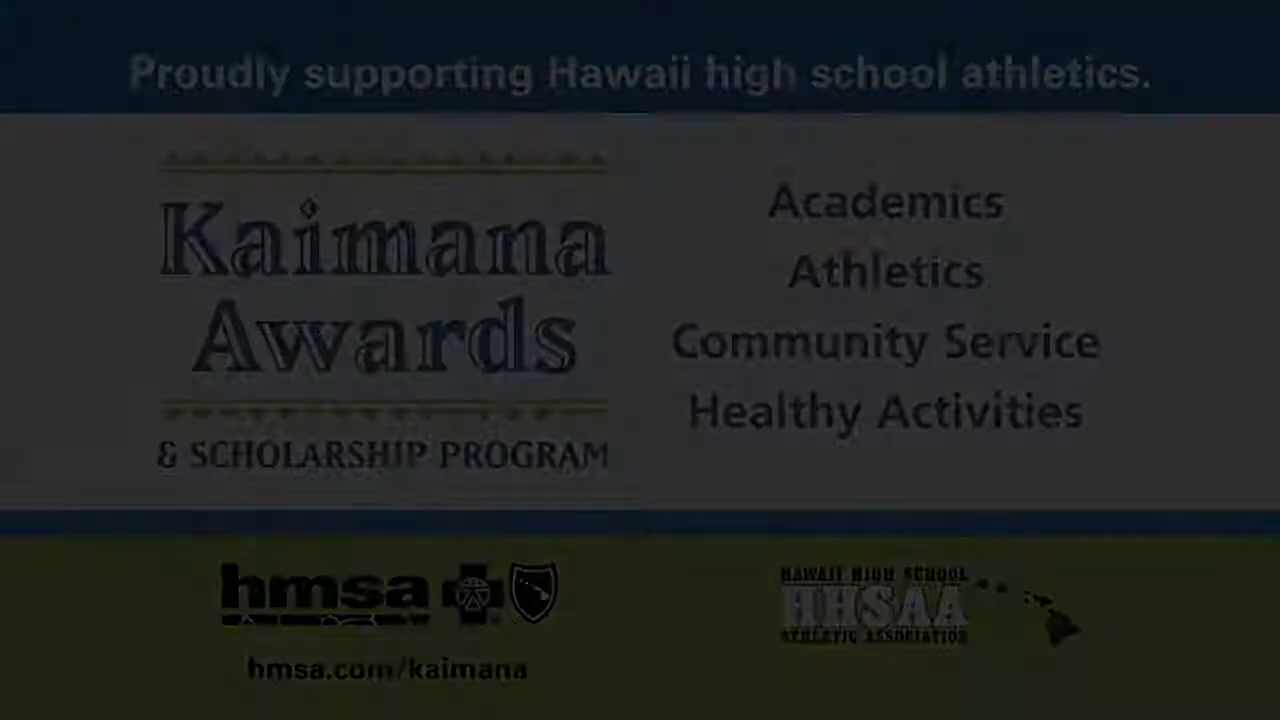 Proudly supporting Hawaii high school athletics.
Kaimana
Awards
& SCHOLARSHIP PROGRAM
Academics
Athletics
Community Service
Healthy Activities
hmsa
hmsa.com/kaimana
HAWAII HIGH SCHOOL
HHSAA
ATHLETIC ASSOCIATION